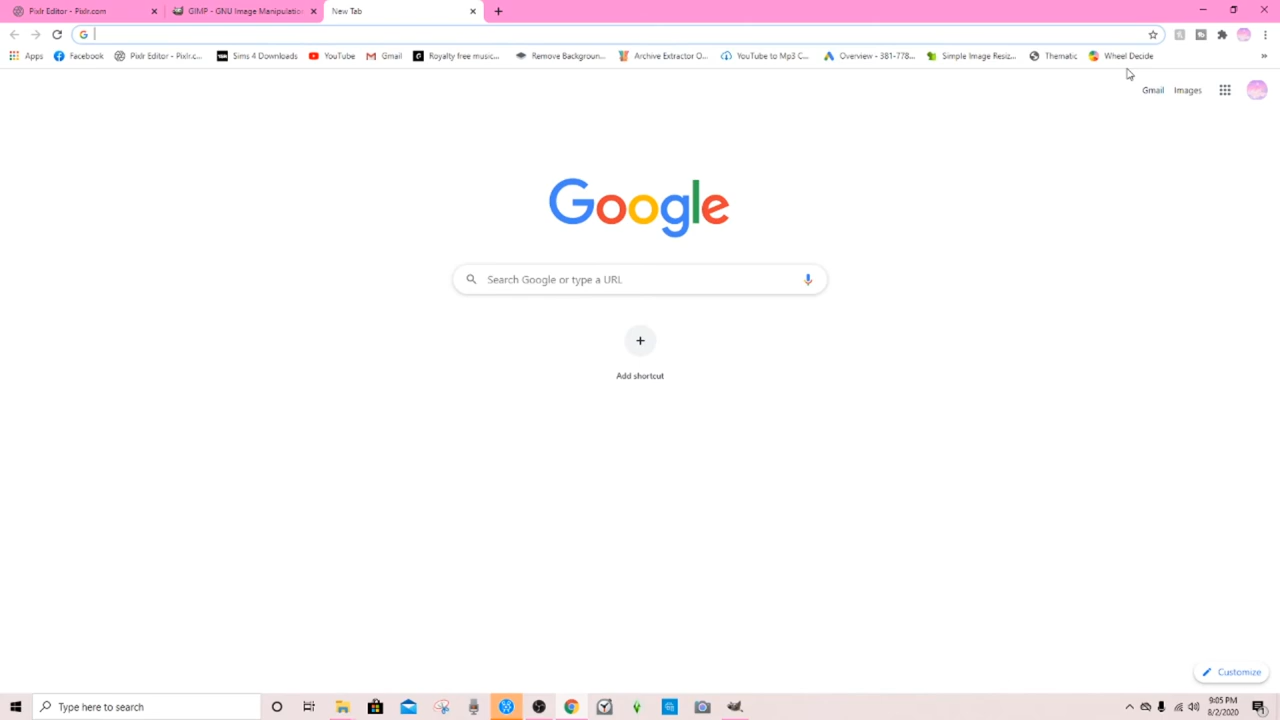 Pixlr Editor - Pixlr.com
GIMP - GNU Image Manipulation
New Tab
Apps Facebook Pixlr Editor - Pixlr.c... Sims 4 Downloads YouTube Gmail Royalty free music... Remove Backgroun... Archive Extractor O... YouTube to Mp3 C... Overview - 381-778... Simple Image Resiz... Thematic Wheel Decide »
Gmail Images
Google
Search Google or type a URL
Add shortcut
Customize
Type here to search
9:05 PM
8/2/2020